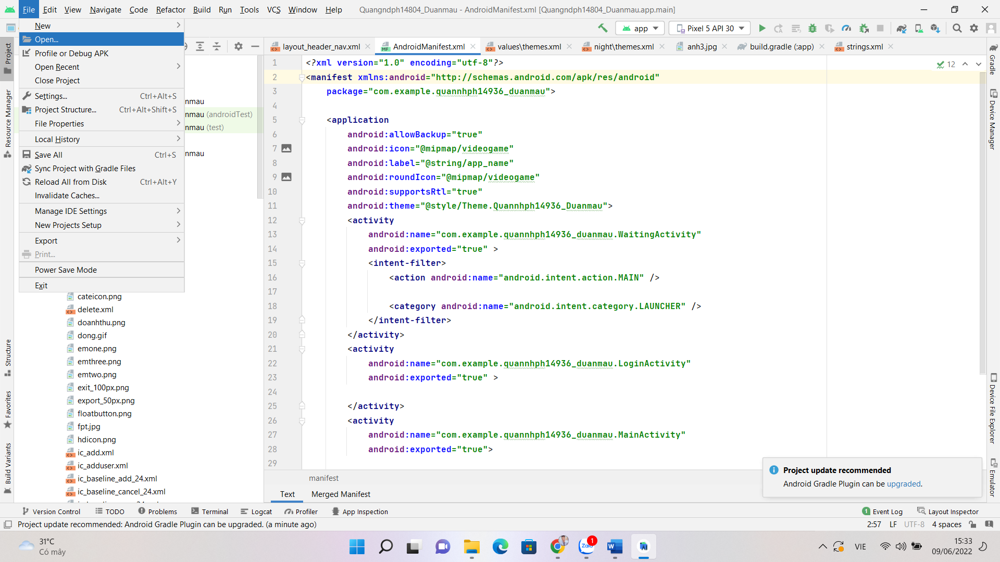 File Edit View Navigate Code Refactor Build Run Tools VCS Window Help Quangndph14804_Duanmau - AndroidManifest.xml [Quangndph14804_Duanmau.app.main]
app Pixel 5 API 30
New
Open...
Profile or Debug APK
Open Recent
Close Project
Settings... Ctrl+Alt+S
Project Structure... Ctrl+Alt+Shift+S
File Properties
Local History
Save All Ctrl+S
Sync Project with Gradle Files
Reload All from Disk Ctrl+Alt+Y
Invalidate Caches...
Manage IDE Settings
New Projects Setup
Export
Print...
Power Save Mode
Exit
nmau
nmau (androidTest)
nmau (test)
nmau
cateicon.png
delete.xml
doanhthu.png
dong.gif
emone.png
emthree.png
emtwo.png
exit_100px.png
export_50px.png
floatbutton.png
fpt.jpg
hdicon.png
ic_add.xml
ic_adduser.xml
ic_baseline_add_24.xml
ic_baseline_cancel_24.xml
Project
Resource Manager
Structure
Favorites
Build Variants
layout_header_nav.xml AndroidManifest.xml values\themes.xml night\themes.xml anh3.jpg build.gradle (:app) strings.xml
12
1 <?xml version="1.0" encoding="utf-8"?>
2 <manifest xmlns:android="http://schemas.android.com/apk/res/android"
3 package="com.example.quannhph14936_duanmau">
4
5 <application
6 android:allowBackup="true"
7 android:icon="@mipmap/videogame"
8 android:label="@string/app_name"
9 android:roundIcon="@mipmap/videogame"
10 android:supportsRtl="true"
11 android:theme="@style/Theme.Quannhph14936_Duanmau">
12 <activity
13 android:name="com.example.quannhph14936_duanmau.WaitingActivity"
14 android:exported="true" >
15 <intent-filter>
16 <action android:name="android.intent.action.MAIN" />
17
18 <category android:name="android.intent.category.LAUNCHER" />
19 </intent-filter>
20 </activity>
21 <activity
22 android:name="com.example.quannhph14936_duanmau.LoginActivity"
23 android:exported="true" >
24
25 </activity>
26 <activity
27 android:name="com.example.quannhph14936_duanmau.MainActivity"
28 android:exported="true">
29
manifest
Text Merged Manifest
Project update recommended
Android Gradle Plugin can be upgraded.
Gradle
Device Manager
Device File Explorer
Emulator
Version Control TODO Problems Terminal Logcat Profiler App Inspection 1 Event Log Layout Inspector
Project update recommended: Android Gradle Plugin can be upgraded. (a minute ago) 2:57 LF UTF-8 4 spaces
31°C
Có mây
Zalo 1
VIE
15:33
09/06/2022